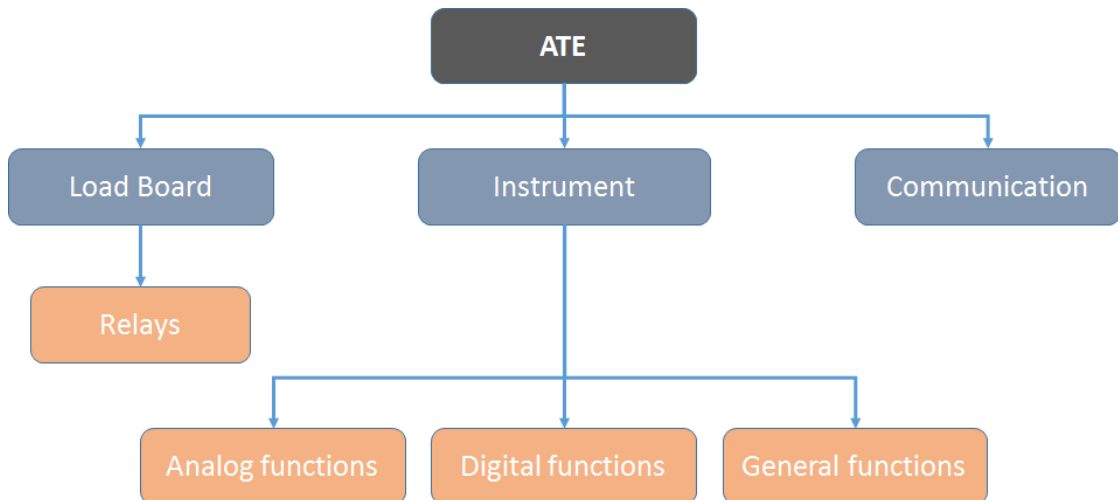 ATE
Load Board
Instrument
Communication
Relays
Analog functions
Digital functions
General functions